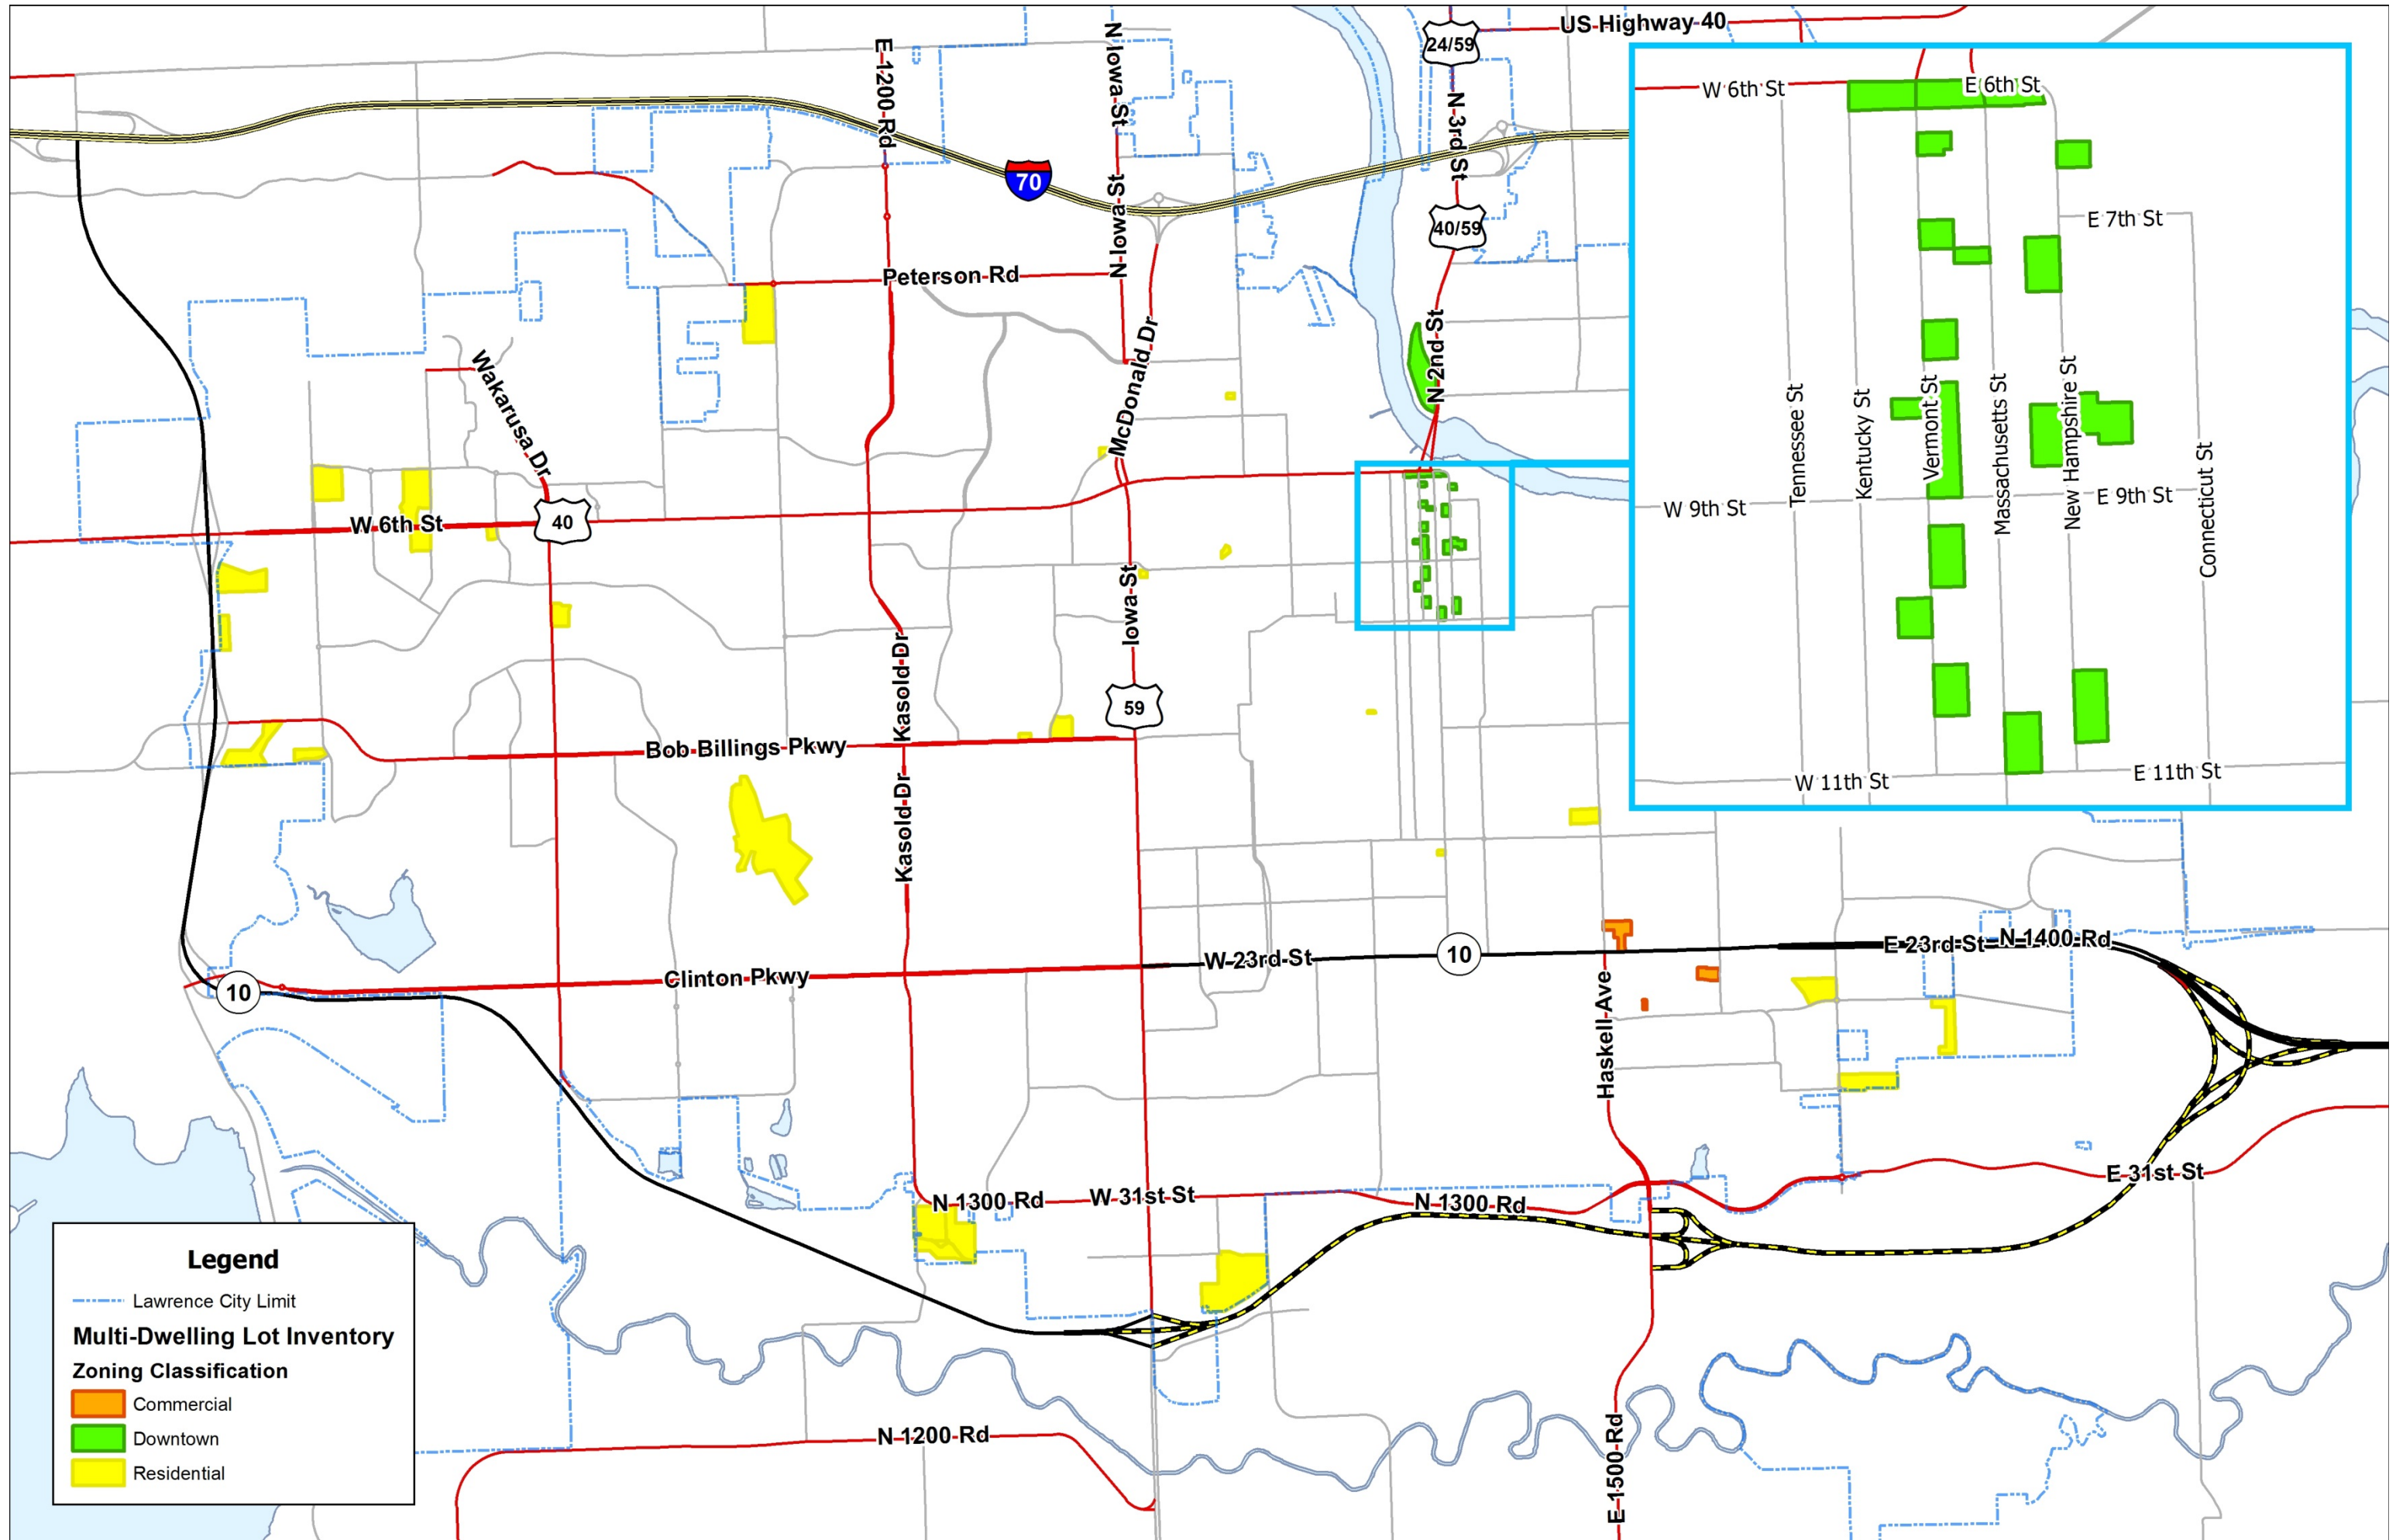 US Highway 40
24/59
E 1200 Rd
N Iowa St
N 3rd St
W 6th St
E 6th St
70
N Iowa St
40/59
E 7th St
Peterson Rd
N 2nd St
McDonald Dr
Wakarusa Dr
Tennessee St
Kentucky St
Vermont St
Massachusetts St
New Hampshire St
Connecticut St
W 9th St
E 9th St
W 6th St
40
Iowa St
Kasold Dr
59
Bob Billings Pkwy
W 11th St
E 11th St
Kasold Dr
Clinton Pkwy
10
W 23rd St
10
E 23rd St
N 1400 Rd
Haskell Ave
N 1300 Rd
W 31st St
N 1300 Rd
E 31st St
N 1200 Rd
E 1500 Rd
Legend
Lawrence City Limit
Multi-Dwelling Lot Inventory
Zoning Classification
Commercial
Downtown
Residential